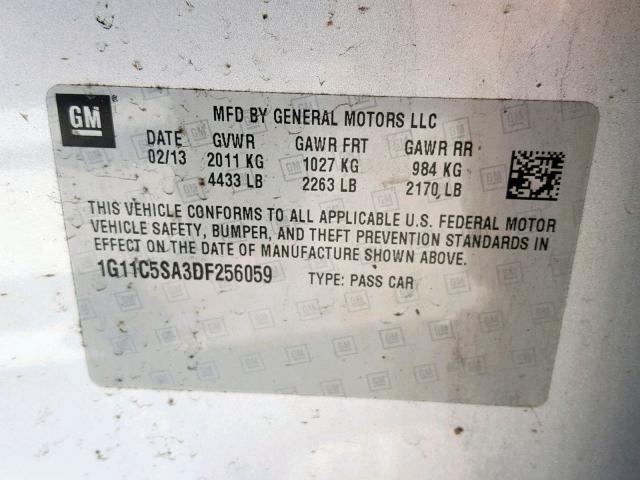 GM
MFD BY GENERAL MOTORS LLC
DATE GVWR GAWR FRT GAWR RR
02/13 2011 KG 1027 KG 984 KG
4433 LB 2263 LB 2170 LB
THIS VEHICLE CONFORMS TO ALL APPLICABLE U.S. FEDERAL MOTOR
VEHICLE SAFETY, BUMPER, AND THEFT PREVENTION STANDARDS IN
EFFECT ON THE DATE OF MANUFACTURE SHOWN ABOVE.
1G11C5SA3DF256059 TYPE: PASS CAR